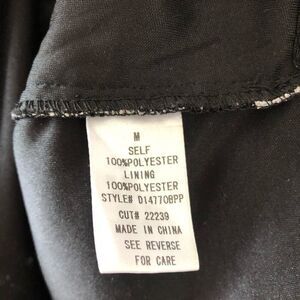 M
SELF
100%POLYESTER
LINING
100%POLYESTER
STYLE# D14770BPP
CUT# 22239
MADE IN CHINA
SEE REVERSE
FOR CARE